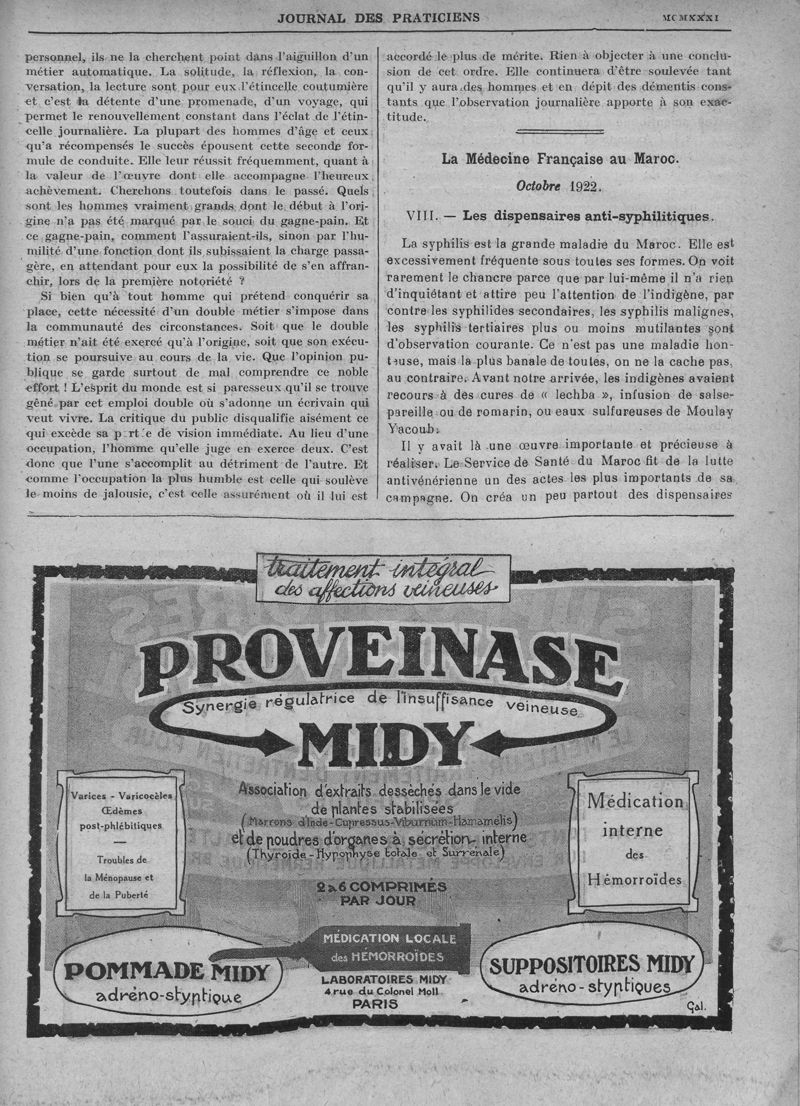 JOURNAL DES PRATICIENS
MCMXXXI
personnel, ils ne la cherchent point dans l'aiguillon d'un
métier automatique. La solitude, la réflexion, la con-
versation, la lecture sont pour eux l'étincelle coutumière
et c'est la détente d'une promenade, d'un voyage, qui
permet le renouvellement constant dans l'éclat de l'étin-
celle journalière. La plupart des hommes d'âge et ceux
qu'a récompensés le succès épousent cette seconde for-
mule de conduite. Elle leur réussit fréquemment, quant à
la valeur de l'œuvre dont elle accompagne l'heureux
achèvement. Cherchons toutefois dans le passé. Quels
sont les hommes vraiment grands dont le début à l'ori-
gine n'a pas été marqué par le souci du gagne-pain. Et
ce gagne-pain, comment l'assuraient-ils, sinon par l'hu-
milité d'une fonction dont ils subissaient la charge passa-
gère, en attendant pour eux la possibilité de s'en affran-
chir, lors de la première notoriété ?
Si bien qu'à tout homme qui prétend conquérir sa
place, cette nécessité d'un double métier s'impose dans
la communauté des circonstances. Soit que le double
métier n'ait été exercé qu'à l'origine, soit que son exécu-
tion se poursuive au cours de la vie. Que l'opinion pu-
blique se garde surtout de mal comprendre ce noble
effort ! L'esprit du monde est si paresseux qu'il se trouve
gêné par cet emploi double où s'adonne un écrivain qui
veut vivre. La critique du public disqualifie aisément ce
qui excède sa p rt e de vision immédiate. Au lieu d'une
occupation, l'homme qu'elle juge en exerce deux. C'est
donc que l'une s'accomplit au détriment de l'autre. Et
comme l'occupation la plus humble est celle qui soulève
le moins de jalousie, c'est celle assurément où il lui est
accordé le plus de mérite. Rien à objecter à une conclu-
sion de cet ordre. Elle continuera d'être soulevée tant
qu'il y aura des hommes et en dépit des démentis cons-
tants que l'observation journalière apporte à son exac-
titude.
La Médecine Française au Maroc.
Octobre 1922.
VIII. — Les dispensaires anti-syphilitiques.
La syphilis est la grande maladie du Maroc. Elle est
excessivement fréquente sous toutes ses formes. On voit
rarement le chancre parce que par lui-même il n'a rien
d'inquiétant et attire peu l'attention de l'indigène, par
contre les syphilides secondaires, les syphilis malignes,
les syphilis tertiaires plus ou moins mutilantes sont
d'observation courante. Ce n'est pas une maladie hon-
teuse, mais la plus banale de toutes, on ne la cache pas,
au contraire. Avant notre arrivée, les indigènes avaient
recours à des cures de « lechba », infusion de salse-
pareille ou de romarin, ou eaux sulfureuses de Moulay
Yacoub.
Il y avait là une œuvre importante et précieuse à
réaliser. Le Service de Santé du Maroc fit de la lutte
antivénérienne un des actes les plus importants de sa
campagne. On créa un peu partout des dispensaires
traitement intégral
des affections veineuses
PROVEINASE
Synergie régulatrice de l'insuffisance veineuse
MIDY
Varices - Varicocèles
Œdèmes
post-phlébitiques
—
Troubles de
la Ménopause et
de la Puberté
Association d'extraits desséchés dans le vide
de plantes stabilisées
(Marrons d'Inde-Cupressus-Viburnum-Hamamélis)
et de poudres d'organes à sécrétion interne
(Thyroïde-Hypophyse totale et Surrénale)
2 à 6 COMPRIMÉS
PAR JOUR
Médication
interne
des
Hémorroïdes
MÉDICATION LOCALE
des HÉMORROÏDES
POMMADE MIDY
adréno-styptique
LABORATOIRES MIDY
4 rue du Colonel Moll
PARIS
SUPPOSITOIRES MIDY
adréno-styptiques
Gal.